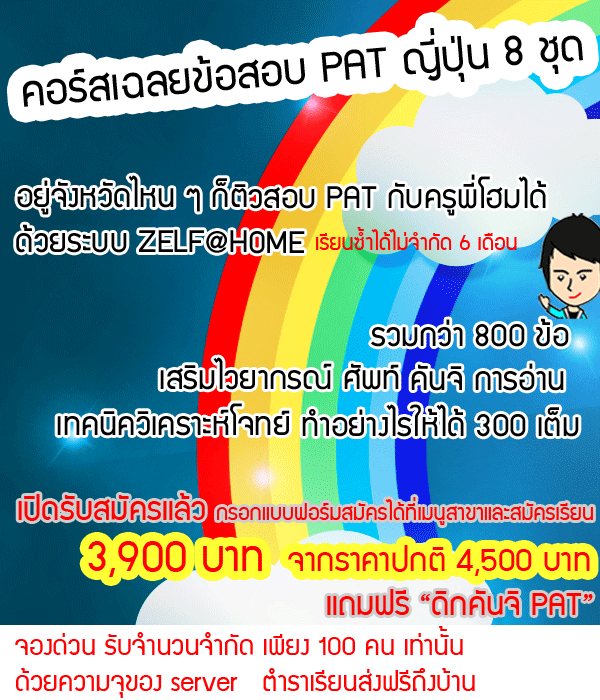 คอร์สเฉลยข้อสอบ PAT ญี่ปุ่น 8 ชุด
อยู่จังหวัดไหน ๆ ก็ติวสอบ PAT กับครูพี่โฮมได้
ด้วยระบบ ZELF@HOME เรียนซ้ำได้ไม่จำกัด 6 เดือน
รวมกว่า 800 ข้อ
เสริมไวยากรณ์ ศัพท์ คันจิ การอ่าน
เทคนิควิเคราะห์โจทย์ ทำอย่างไรให้ได้ 300 เต็ม
เปิดรับสมัครแล้ว กรอกแบบฟอร์มสมัครได้ที่เมนูสาขาและสมัครเรียน
3,900 บาท จากราคาปกติ 4,500 บาท
แถมฟรี “ดิกคันจิ PAT”
จองด่วน รับจำนวนจำกัด เพียง 100 คน เท่านั้น
ด้วยความจุของ server ตำราเรียนส่งฟรีถึงบ้าน